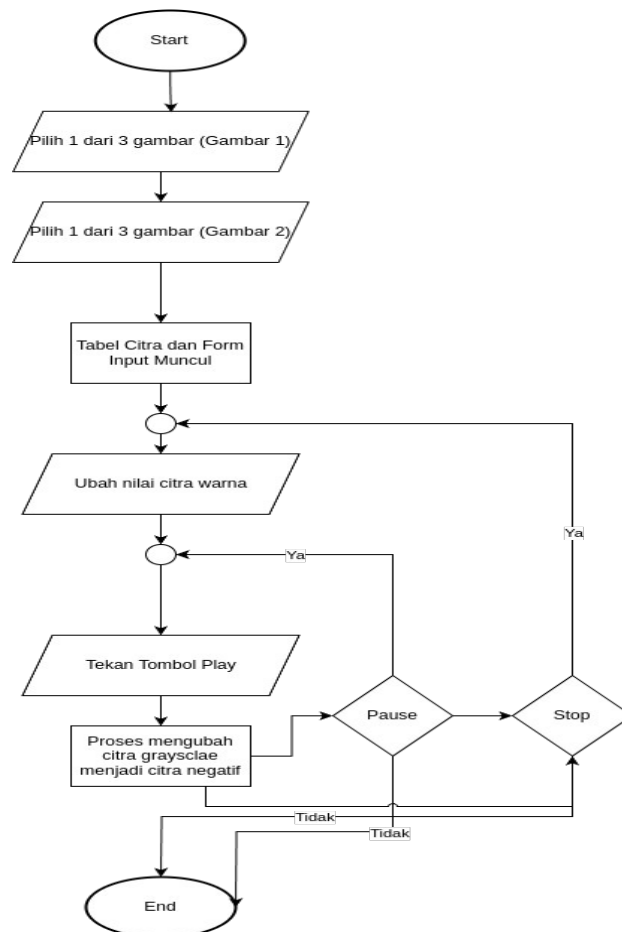 Start
Pilih 1 dari 3 gambar (Gambar 1)
Pilih 1 dari 3 gambar (Gambar 2)
Tabel Citra dan Form
Input Muncul
Ubah nilai citra warna
Ya
Ya
Tekan Tombol Play
Pause
Stop
Proses mengubah
citra graysclae
menjadi citra negatif
Tidak
Tidak
End